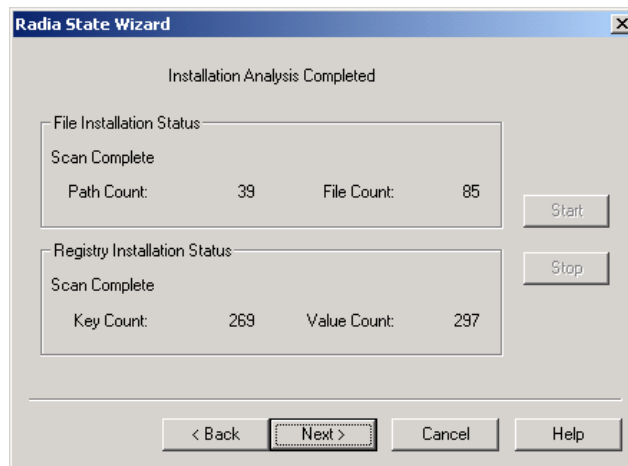 Radia State Wizard
Installation Analysis Completed
File Installation Status
Scan Complete
Path Count: 39 File Count: 85
Start
Registry Installation Status
Stop
Scan Complete
Key Count: 269 Value Count: 297
< Back Next > Cancel Help